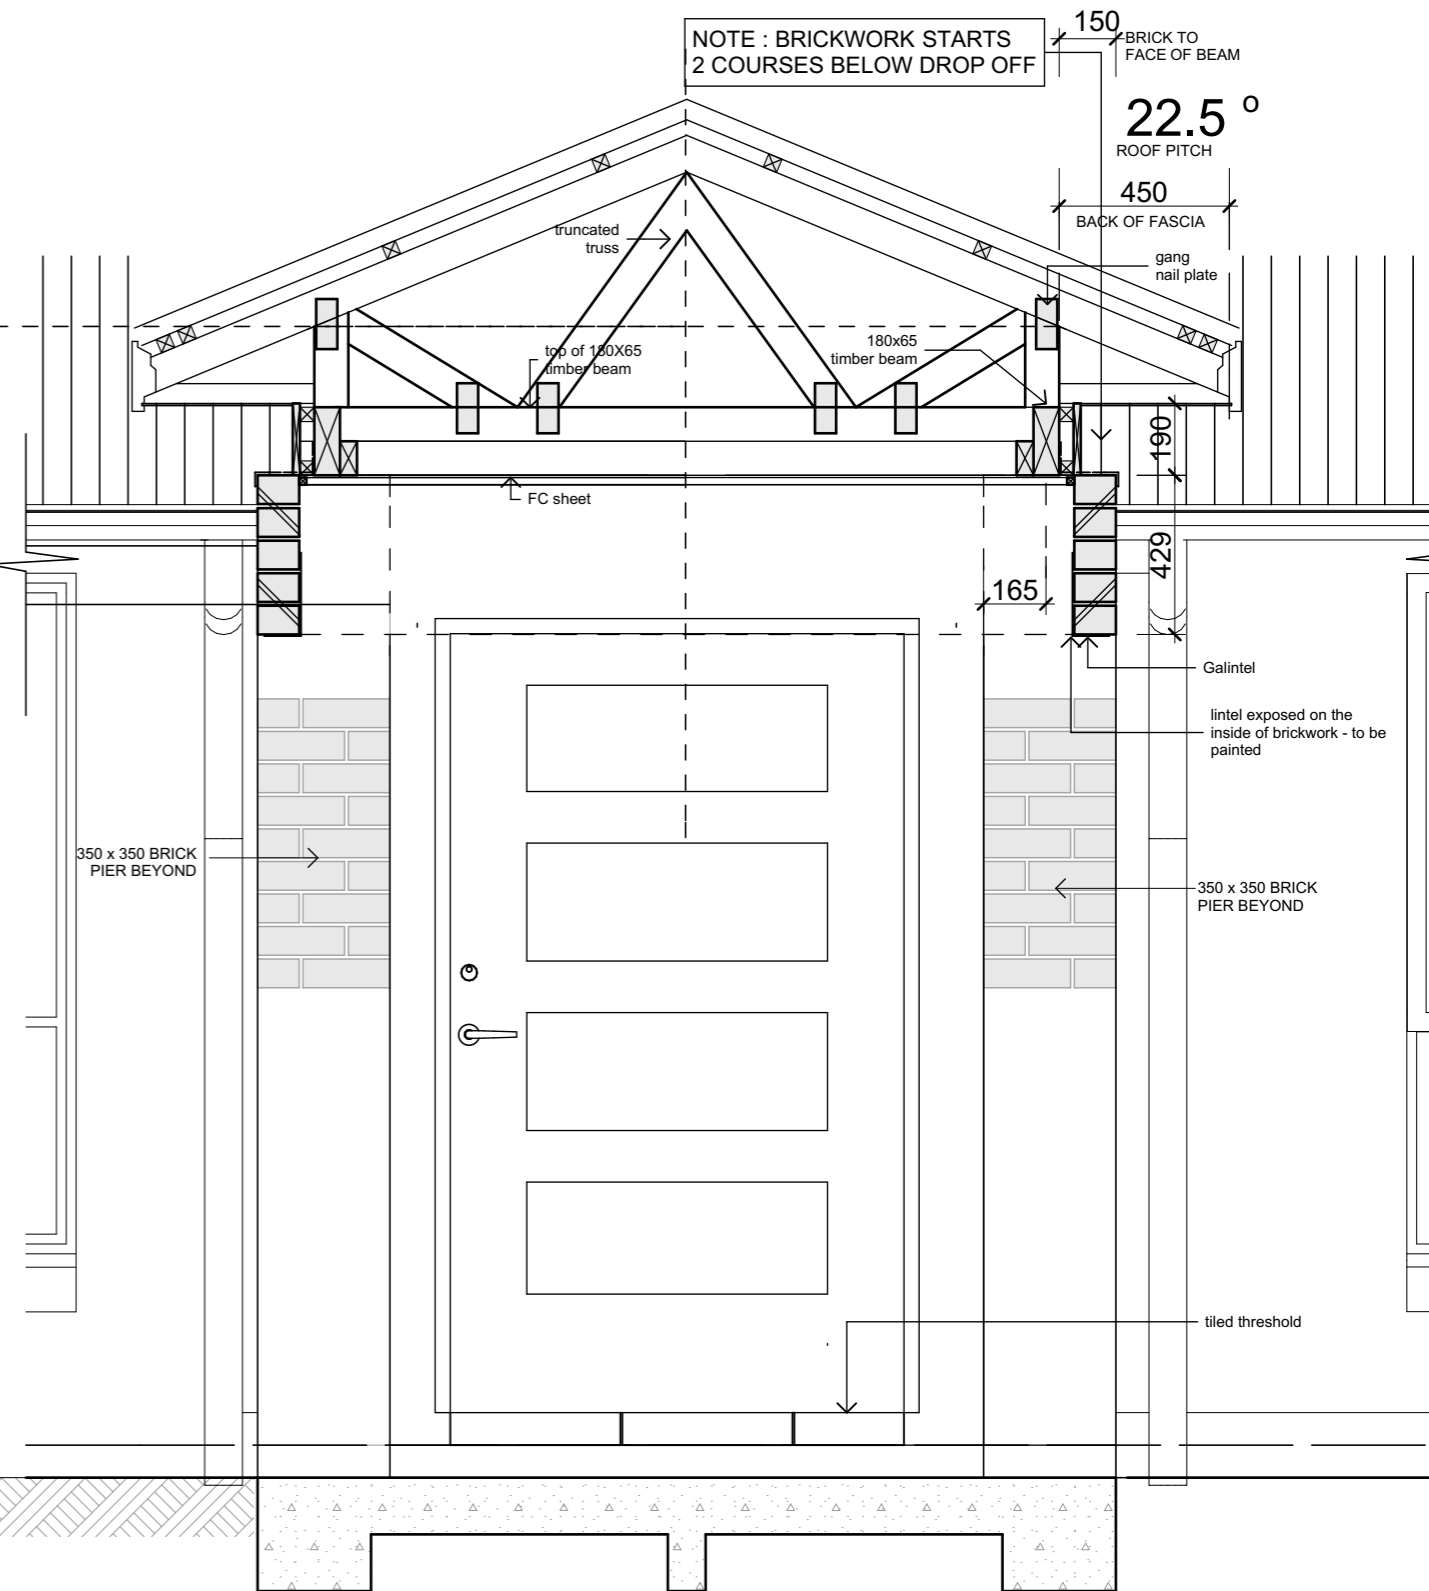 NOTE : BRICKWORK STARTS
2 COURSES BELOW DROP OFF
150
BRICK TO
FACE OF BEAM
22.5 º
ROOF PITCH
450
BACK OF FASCIA
truncated
truss
gang
nail plate
top of 180X65
timber beam
180x65
timber beam
190
FC sheet
429
165
Galintel
lintel exposed on the
inside of brickwork - to be
painted
350 x 350 BRICK
PIER BEYOND
350 x 350 BRICK
PIER BEYOND
tiled threshold